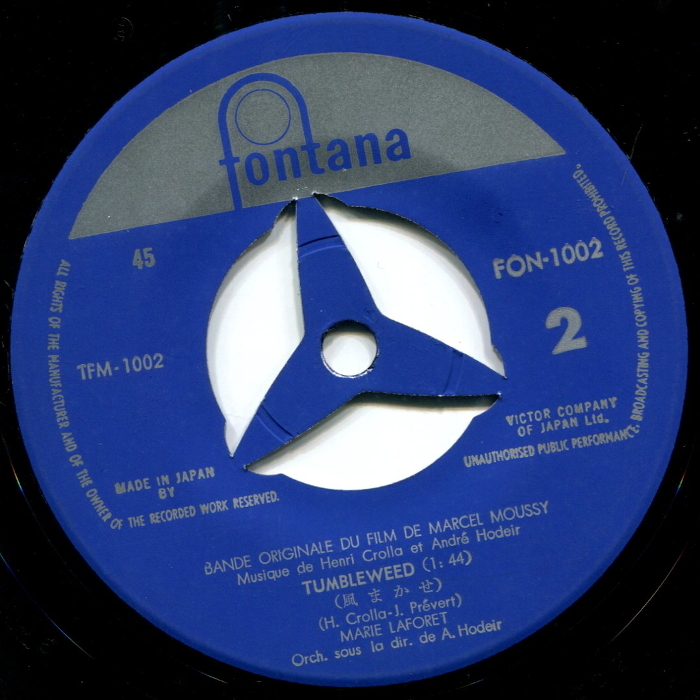 fontana
45
FON-1002
2
TFM-1002
VICTOR COMPANY
OF JAPAN Ltd.
MADE IN JAPAN
BY
ALL RIGHTS OF THE MANUFACTURER AND OF THE OWNER OF THE RECORDED WORK RESERVED.
UNAUTHORISED PUBLIC PERFORMANCE, BROADCASTING AND COPYING OF THIS RECORD PROHIBITED.
BANDE ORIGINALE DU FILM DE MARCEL MOUSSY
Musique de Henri Crolla et André Hodeir
TUMBLEWEED (1:44)
(風まかせ)
(H. Crolla-J. Prévert)
MARIE LAFORET
Orch. sous la dir. de A. Hodeir